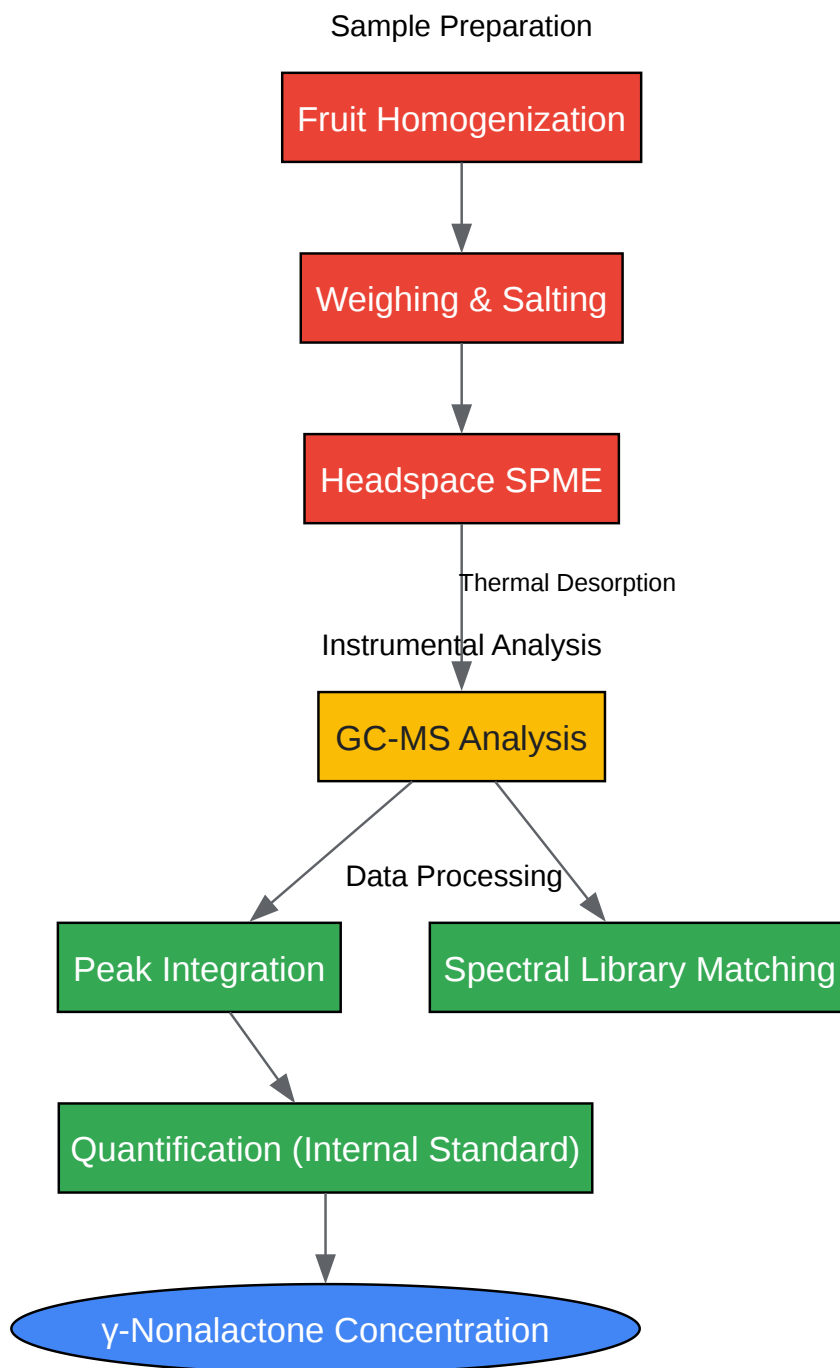 Sample Preparation
Fruit Homogenization
Weighing & Salting
Headspace SPME
Thermal Desorption
Instrumental Analysis
GC-MS Analysis
Data Processing
Peak Integration
Spectral Library Matching
Quantification (Internal Standard)
γ-Nonalactone Concentration